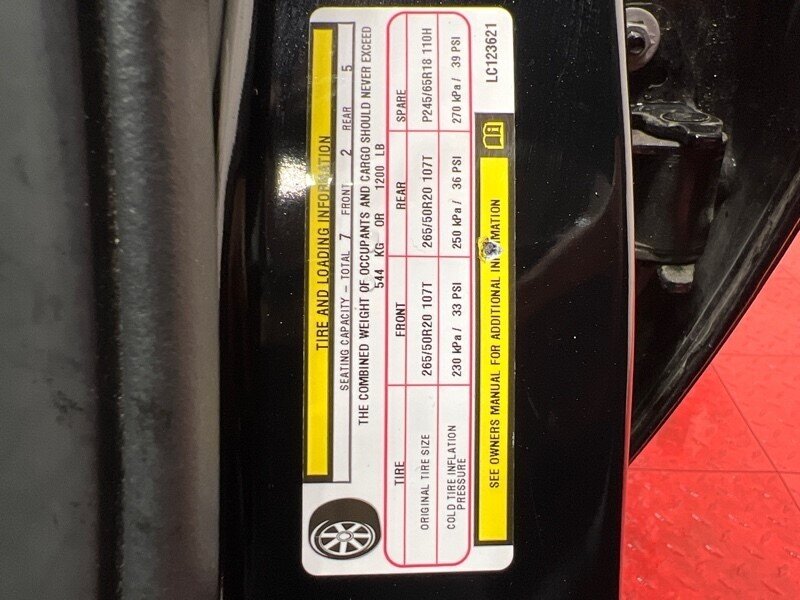 TIRE AND LOADING INFORMATION
SEATING CAPACITY – TOTAL 7 FRONT 2 REAR 5
THE COMBINED WEIGHT OF OCCUPANTS AND CARGO SHOULD NEVER EXCEED
544 KG OR 1200 LB
TIRE FRONT REAR SPARE
ORIGINAL TIRE SIZE 265/50R20 107T 265/50R20 107T P245/65R18 110H
COLD TIRE INFLATION PRESSURE 230 kPa / 33 PSI 250 kPa / 36 PSI 270 kPa / 39 PSI
SEE OWNERS MANUAL FOR ADDITIONAL INFORMATION
LC123621